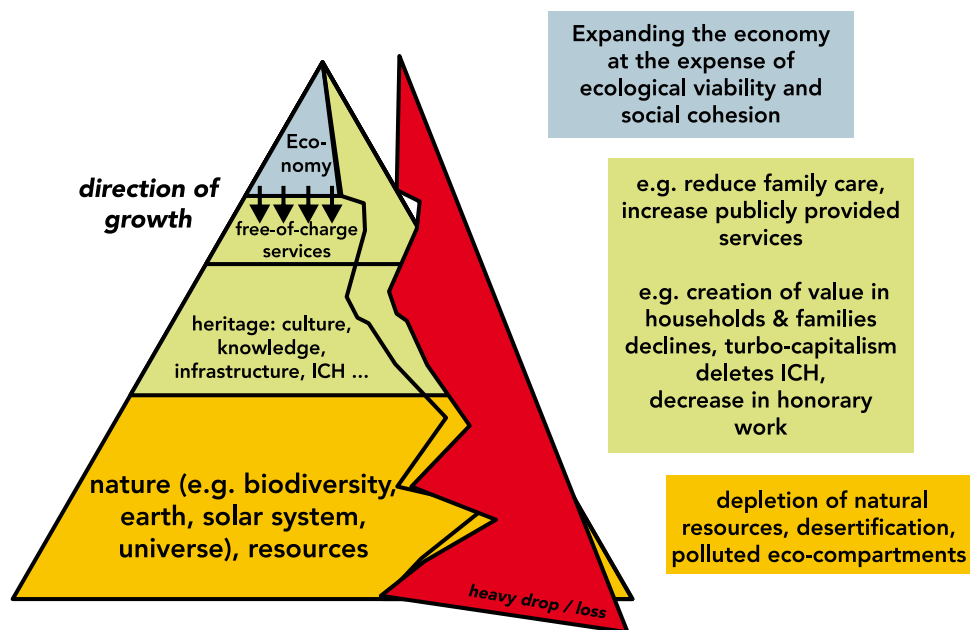 Expanding the economy
at the expense of
ecological viability and
social cohesion
Eco-
nomy
direction of
growth
free-of-charge
services
e.g. reduce family care,
increase publicly provided
services
heritage: culture,
knowledge,
infrastructure, ICH ...
e.g. creation of value in
households & families
declines, turbo-capitalism
deletes ICH,
decrease in honorary
work
nature (e.g. biodiversity,
earth, solar system,
universe), resources
depletion of natural
resources, desertification,
polluted eco-compartments
heavy drop / loss